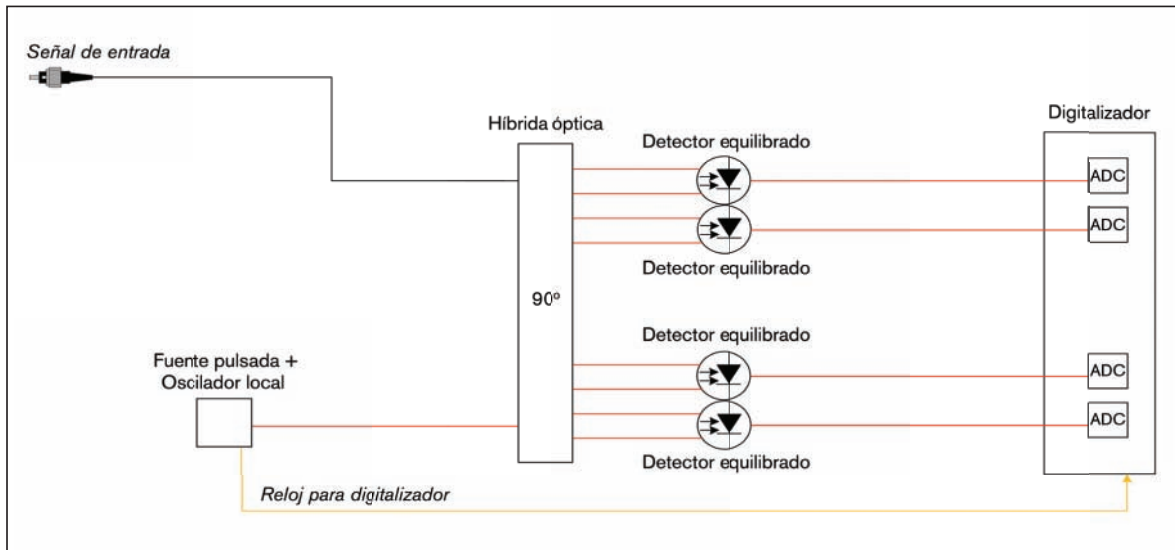 Señal de entrada
Híbrida óptica
Detector equilibrado
Digitalizador
ADC
ADC
Detector equilibrado
90º
Detector equilibrado
Fuente pulsada +
Oscilador local
ADC
ADC
Detector equilibrado
Reloj para digitalizador